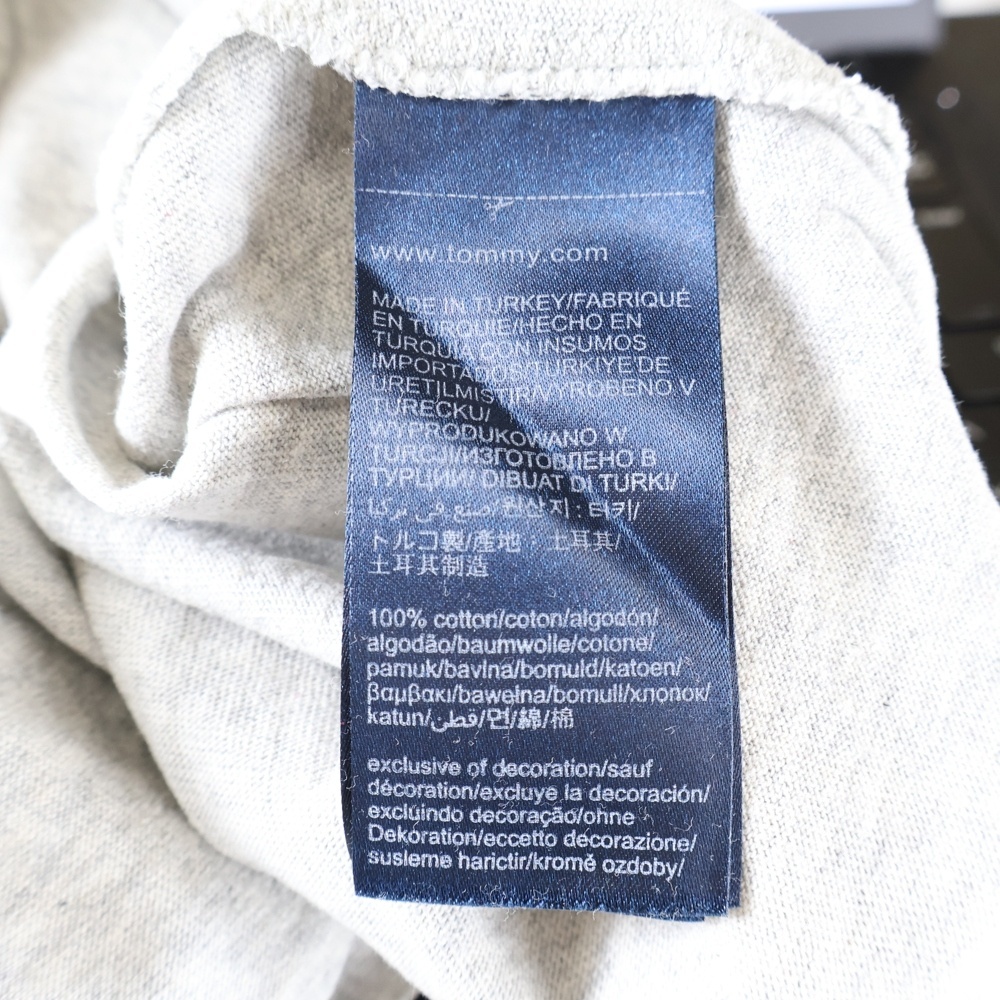 www.tommy.com
MADE IN TURKEY/FABRIQUÉ
EN TURQUIE/HECHO EN
TURQUIA CON INSUMOS
IMPORTADOS/TURKIYE DE
URETILMISTIR/VYROBENO V
TURECKU/
WYPRODUKOWANO W
TURCJI/ИЗГОТОВЛЕНО В
ТУРЦИИ/ DIBUAT DI TURKI/
صنع في تركيا/원산지: 터키/
トルコ製/產地：土耳其/
土耳其制造
100% cotton/coton/algodón/
algodão/baumwolle/cotone/
pamuk/bavlna/bomuld/katoen/
βαμβακι/bawełna/bomull/хлопок/
katun/قطن/면/綿/棉
exclusive of decoration/sauf
décoration/excluye la decoración/
excluindo decoração/ohne
Dekoration/eccetto decorazione/
susleme harictir/kromě ozdoby/